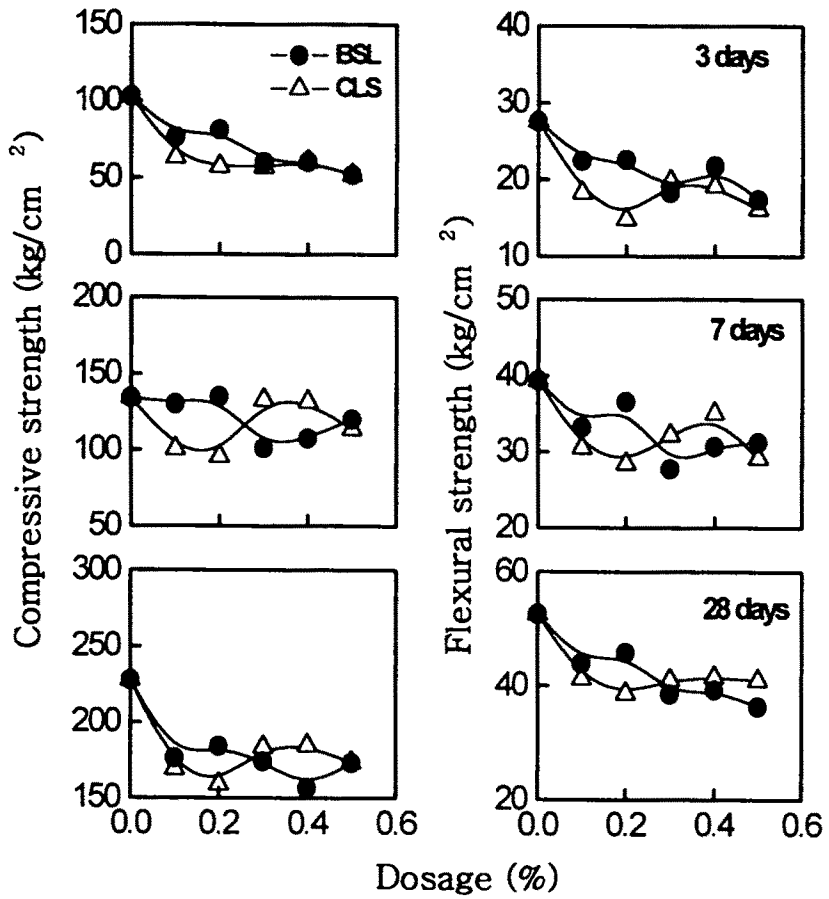 Compressive strength (kg/cm ²)
150
100
50
0
BSL
CLS
200
150
100
50
300
250
200
150
0.0 0.2 0.4 0.6
Flexural strength (kg/cm ²)
40
30
20
10
3 days
50
40
30
20
7 days
60
40
20
28 days
0.0 0.2 0.4 0.6
Dosage (%)